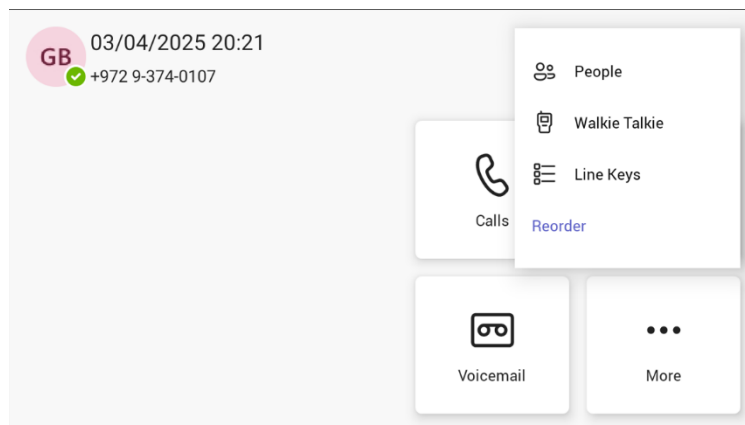 GB
03/04/2025 20:21
+972 9-374-0107
People
Walkie Talkie
Line Keys
Reorder
Calls
Voicemail
More